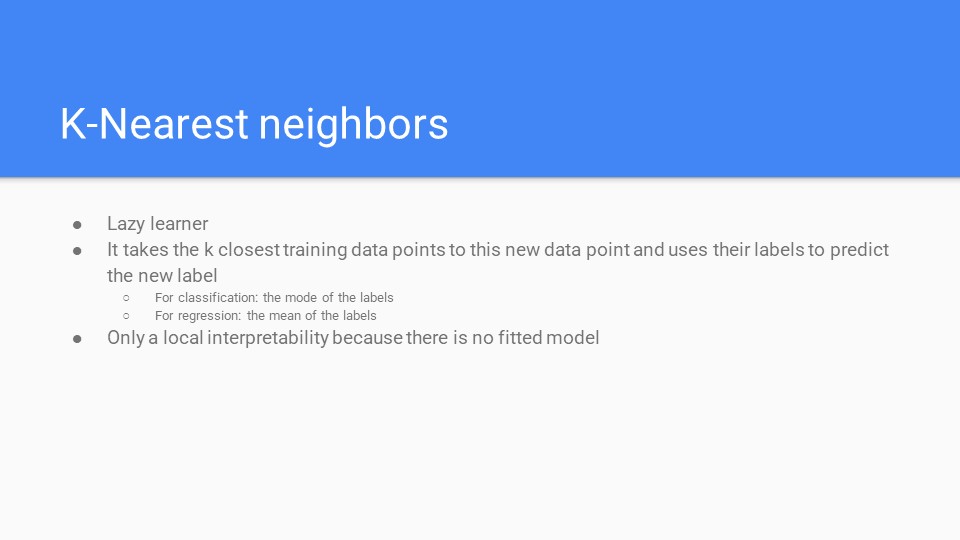 K-Nearest neighbors
● Lazy learner
● It takes the k closest training data points to this new data point and uses their labels to predict
the new label
○ For classification: the mode of the labels
○ For regression: the mean of the labels
● Only a local interpretability because there is no fitted model